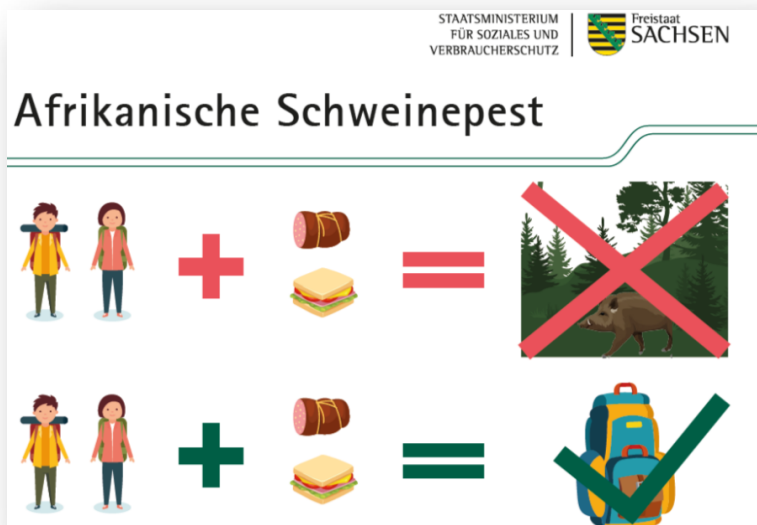 STAATSMINISTERIUM
FÜR SOZIALES UND
VERBRAUCHERSCHUTZ
Freistaat
SACHSEN
Afrikanische Schweinepest